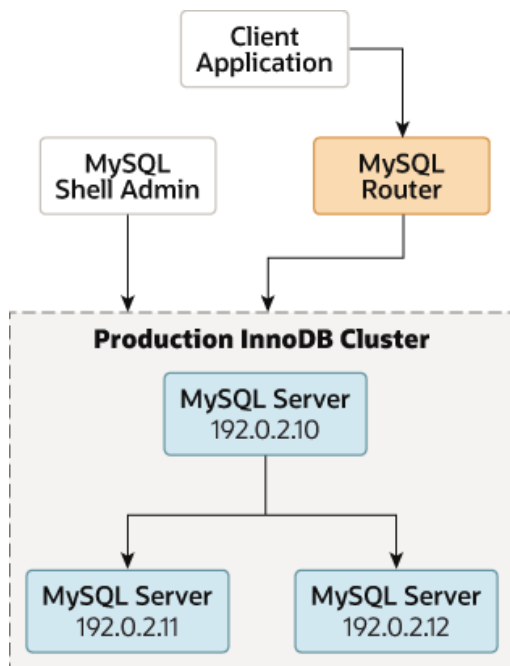 Client
Application
MySQL
Shell Admin
MySQL
Router
Production InnoDB Cluster
MySQL Server
192.0.2.10
MySQL Server
192.0.2.11
MySQL Server
192.0.2.12